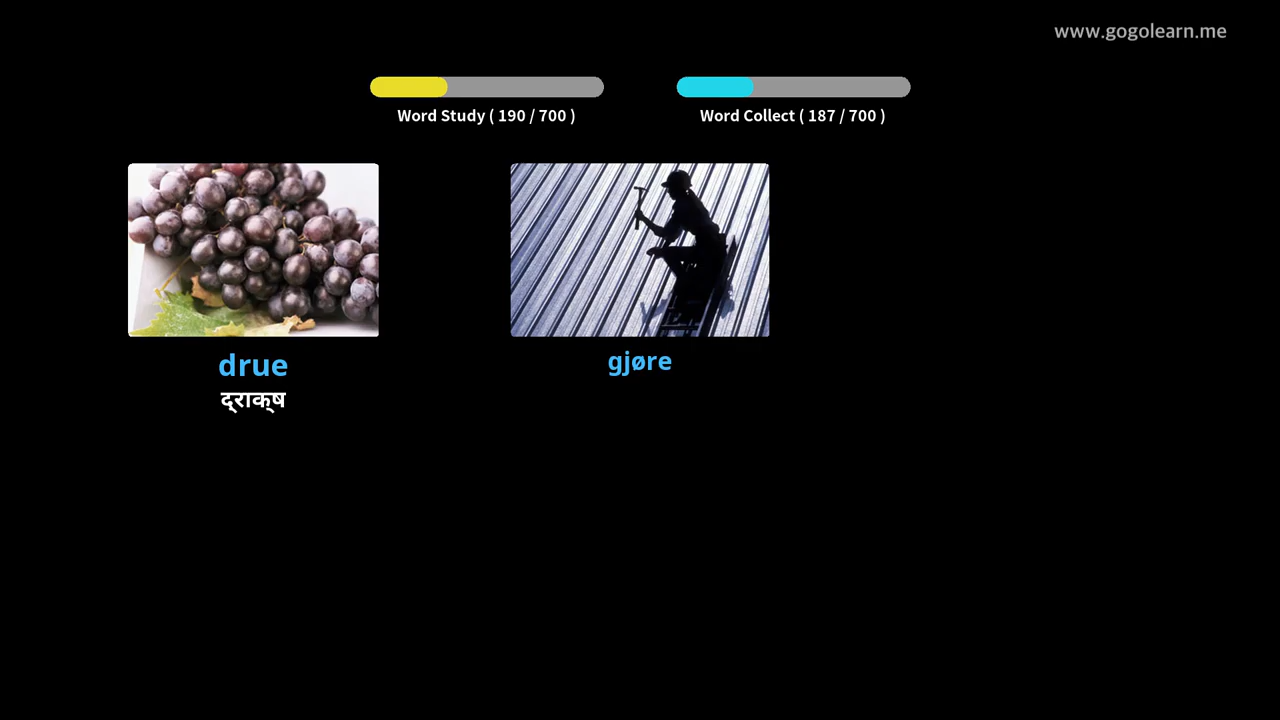 www.gogolearn.me
Word Study ( 190 / 700 )
Word Collect ( 187 / 700 )
drue
द्राक्ष
gjøre